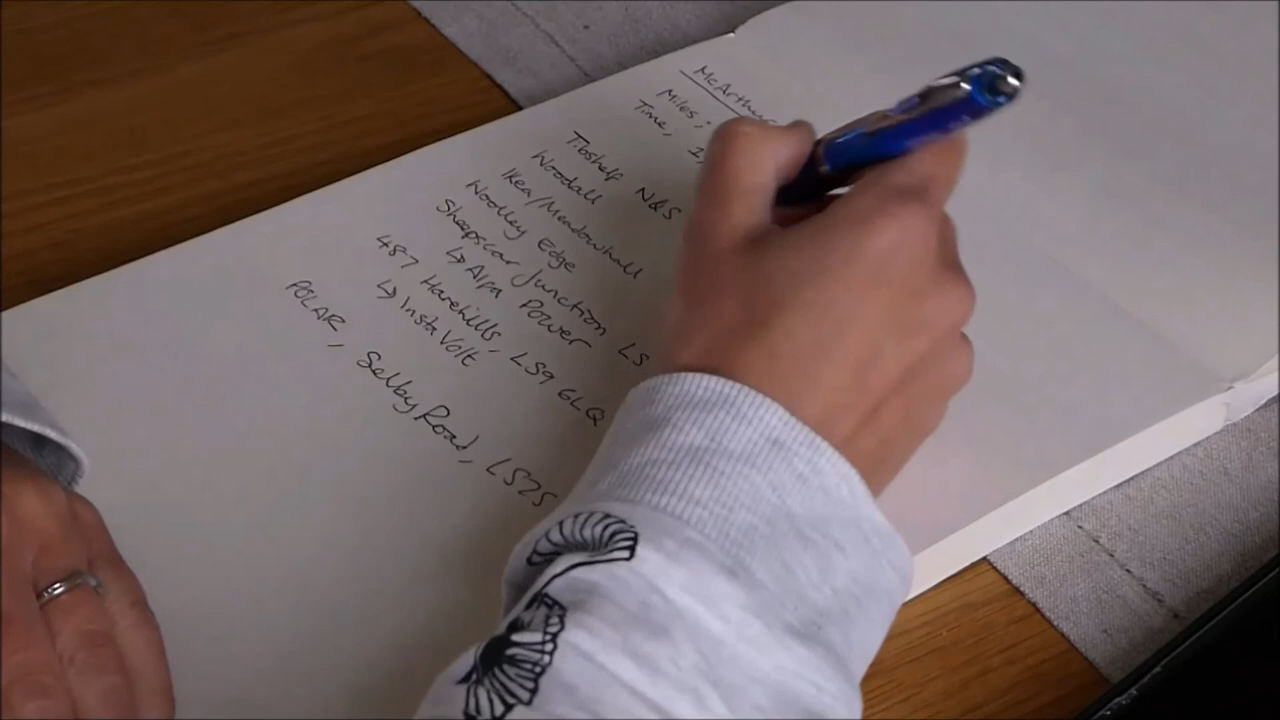 McArthur
Miles:
Time,
Tibshelf N&S
Woodall
Ikea/Meadowhall
Woolley Edge
Sheepscar Junction LS
↳ Alfa Power
487 Harehills, LS9 6LQ
↳ InstaVolt
POLAR, Selby Road, LS25